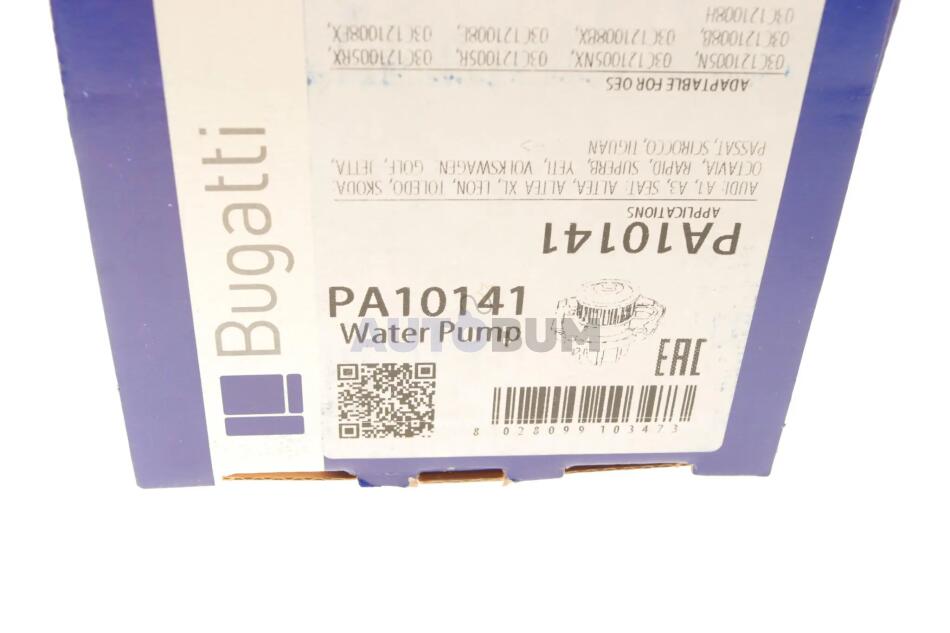 Bugatti
PA10141
Water Pump
EAC
8 028099 103473
AUTOBUM
PA10141
APPLICATIONS
AUDI: A1, A3, SEAT: ALTEA, ALTEA XL, LEON, TOLEDO, SKODA:
OCTAVIA, RAPID, SUPERB, YETI, VOLKSWAGEN: GOLF, JETTA,
PASSAT, SCIROCCO, TIGUAN
ADAPTABLE FOR OES
03C121005N, 03C121005NX, 03C121005R, 03C121005RX,
03C121008B, 03C121008BX, 03C121008E, 03C121008EX,
03C121008H